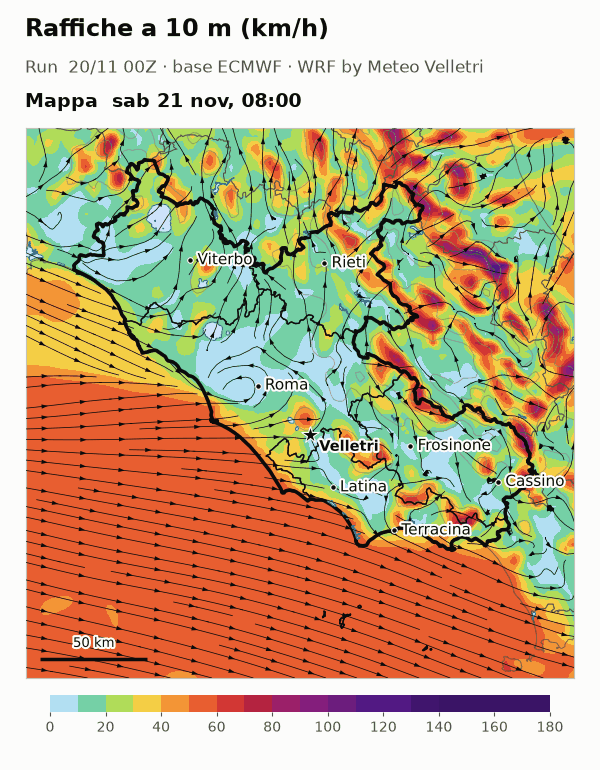 Raffiche a 10 m (km/h)
Run 20/11 00Z · base ECMWF · WRF by Meteo Velletri
Mappa sab 21 nov, 08:00
Viterbo
Rieti
Roma
Velletri
Frosinone
Cassino
Latina
Terracina
50 km
0 20 40 60 80 100 120 140 160 180